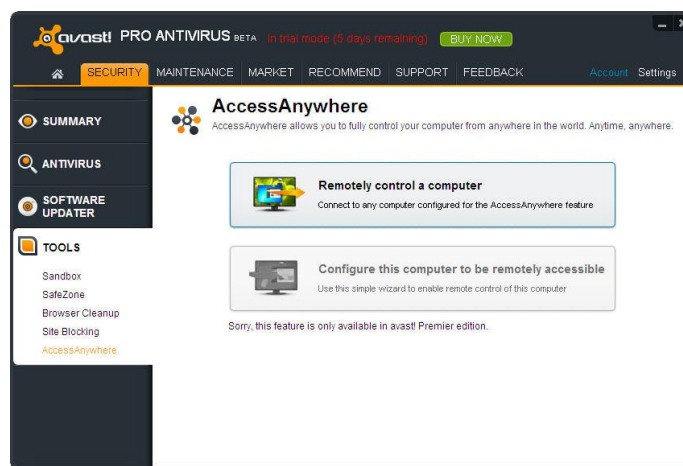 avast! PRO ANTIVIRUS BETA In trial mode (5 days remaining) BUY NOW
SECURITY MAINTENANCE MARKET RECOMMEND SUPPORT FEEDBACK Account Settings
AccessAnywhere
AccessAnywhere allows you to fully control your computer from anywhere in the world. Anytime, anywhere.
SUMMARY
ANTIVIRUS
SOFTWARE
UPDATER
TOOLS
Sandbox
SafeZone
Browser Cleanup
Site Blocking
AccessAnywhere
Remotely control a computer
Connect to any computer configured for the AccessAnywhere feature
Configure this computer to be remotely accessible
Use this simple wizard to enable remote control of this computer
Sorry, this feature is only available in avast! Premier edition.